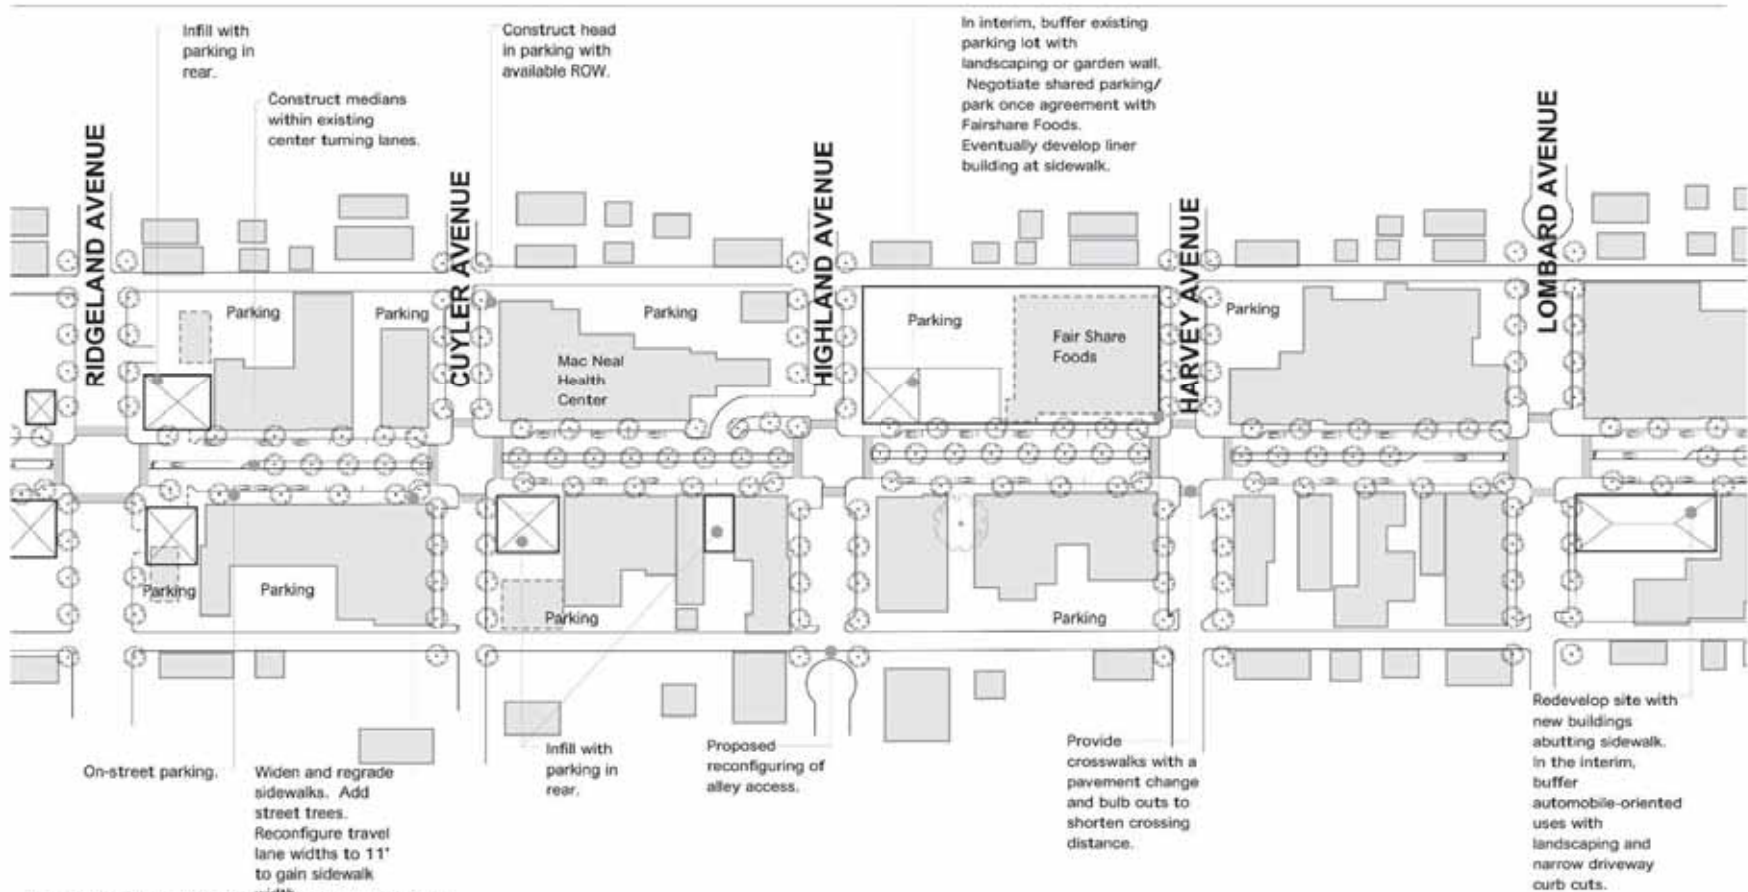 Infill with
parking in
rear.
Construct medians
within existing
center turning lanes.
Construct head
in parking with
available ROW.
In interim, buffer existing
parking lot with
landscaping or garden wall.
Negotiate shared parking/
park once agreement with
Fairshare Foods.
Eventually develop liner
building at sidewalk.
RIDGELAND AVENUE
CUYLER AVENUE
HIGHLAND AVENUE
HARVEY AVENUE
LOMBARD AVENUE
Parking
Parking
Parking
Parking
Parking
Mac Neal
Health
Center
Fair Share
Foods
Parking
Parking
Parking
Parking
On-street parking.
Widen and regrade
sidewalks. Add
street trees.
Reconfigure travel
lane widths to 11'
to gain sidewalk
Infill with
parking in
rear.
Proposed
reconfiguring of
alley access.
Provide
crosswalks with a
pavement change
and bulb outs to
shorten crossing
distance.
Redevelop site with
new buildings
abutting sidewalk.
In the interim,
buffer
automobile-oriented
uses with
landscaping and
narrow driveway
curb cuts.